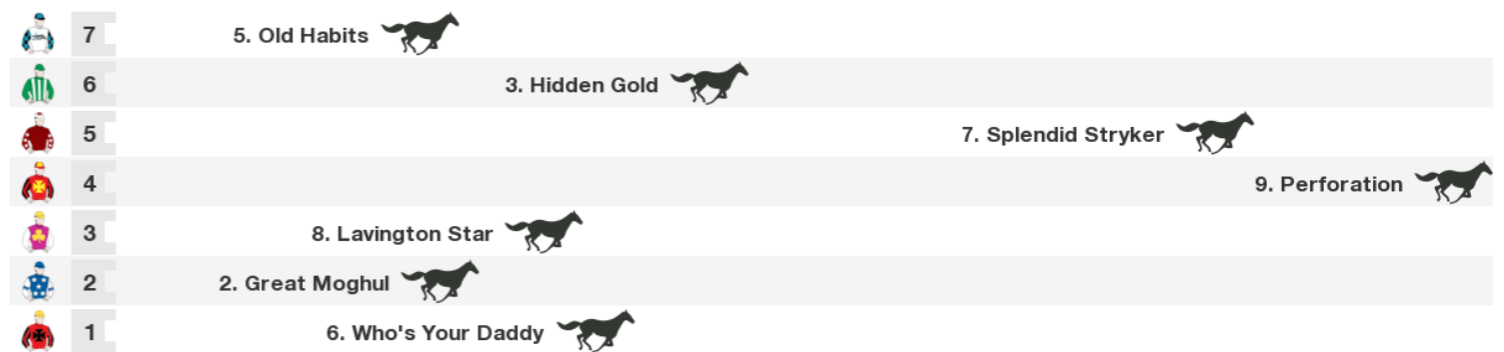 7 5. Old Habits
6 3. Hidden Gold
5 7. Splendid Stryker
4 9. Perforation
3 8. Lavington Star
2 2. Great Moghul
1 6. Who's Your Daddy